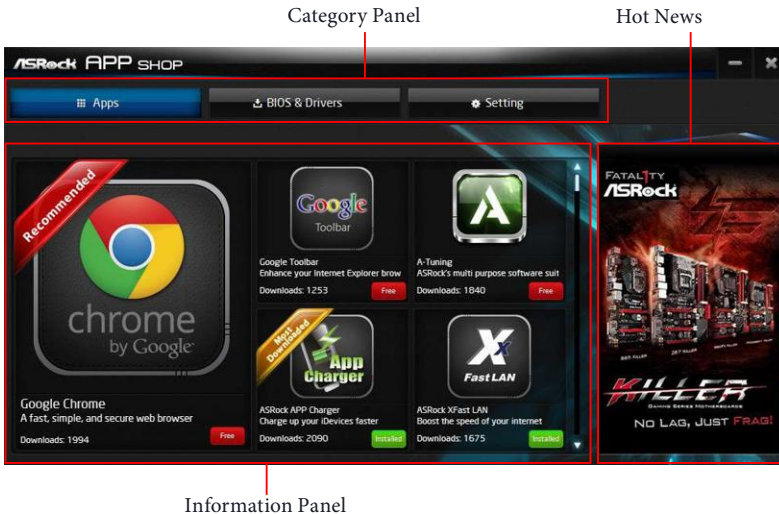 Category Panel
Hot News
ASRock APP SHOP
Apps
BIOS & Drivers
Setting
Recommended
chrome
by Google
Google Chrome
A fast, simple, and secure web browser
Downloads: 1994
Free
Google
Toolbar
Google Toolbar
Enhance your Internet Explorer brow
Downloads: 1253
Free
A-Tuning
ASRock's multi purpose software suit
Downloads: 1840
Free
Most
Downloaded
App
Charger
ASRock APP Charger
Charge up your iDevices faster
Downloads: 2090
Installed
Fast LAN
ASRock XFast LAN
Boost the speed of your internet
Downloads: 1675
Installed
FATAL1TY
ASRock
KILLER
GAMING SERIES MOTHERBOARDS
NO LAG, JUST FRAG!
Information Panel